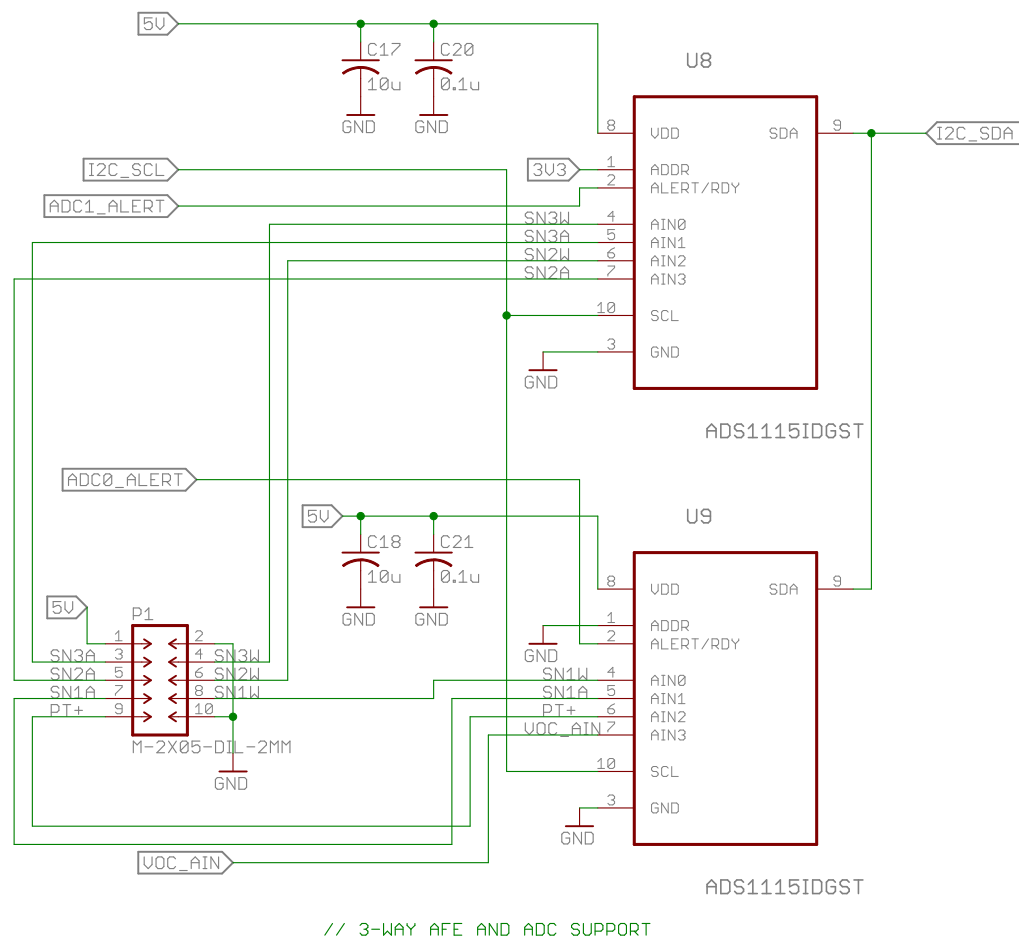 5V
C17
10u
GND
C20
0.1u
GND
U8
8 VDD
SDA 9
I2C_SDA
I2C_SCL
3V3
1 ADDR
2 ALERT/RDY
ADC1_ALERT
SN3W 4 AIN0
SN3A 5 AIN1
SN2W 6 AIN2
SN2A 7 AIN3
10 SCL
3 GND
GND
ADS1115IDGST
ADC0_ALERT
5V
C18
10u
GND
C21
0.1u
GND
U9
8 VDD
SDA 9
1 ADDR
2 ALERT/RDY
GND
SN1W 4 AIN0
SN1A 5 AIN1
PT+ 6 AIN2
VOC_AIN 7 AIN3
10 SCL
3 GND
GND
ADS1115IDGST
5V
P1
1 2
SN3A 3 4 SN3W
SN2A 5 6 SN2W
SN1A 7 8 SN1W
PT+ 9 10
M-2X05-DIL-2MM
GND
VOC_AIN
// 3-WAY AFE AND ADC SUPPORT